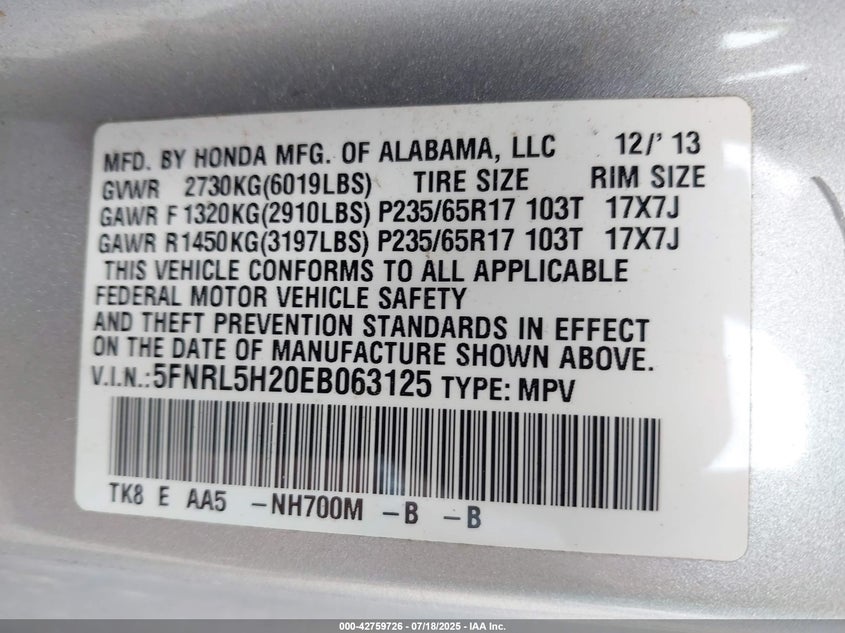 MFD. BY HONDA MFG. OF ALABAMA, LLC 12/' 13
GVWR 2730KG(6019LBS) TIRE SIZE RIM SIZE
GAWR F 1320KG(2910LBS) P235/65R17 103T 17X7J
GAWR R1450KG(3197LBS) P235/65R17 103T 17X7J
THIS VEHICLE CONFORMS TO ALL APPLICABLE
FEDERAL MOTOR VEHICLE SAFETY
AND THEFT PREVENTION STANDARDS IN EFFECT
ON THE DATE OF MANUFACTURE SHOWN ABOVE.
V.I.N.:5FNRL5H20EB063125 TYPE: MPV
TK8 E AA5 -NH700M -B -B
000-42759726 - 07/18/2025 - IAA Inc.